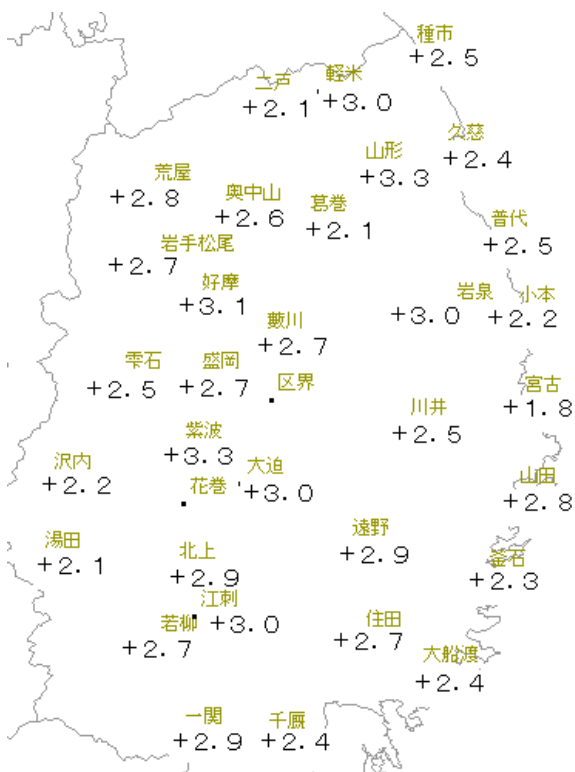 種市
+2.5
二戸
+2.1
軽米
+3.0
久慈
+2.4
山形
+3.3
荒屋
+2.8
奥中山
+2.6
葛巻
+2.1
普代
+2.5
岩手松尾
+2.7
好摩
+3.1
岩泉
+3.0
小本
+2.2
藪川
+2.7
雫石
+2.5
盛岡
+2.7
区界
宮古
+1.8
川井
+2.5
紫波
+3.3
沢内
+2.2
大迫
+3.0
花巻
山田
+2.8
湯田
+2.1
北上
+2.9
遠野
+2.9
釜石
+2.3
江刺
+3.0
若柳
+2.7
住田
+2.7
大船渡
+2.4
一関
+2.9
千厩
+2.4